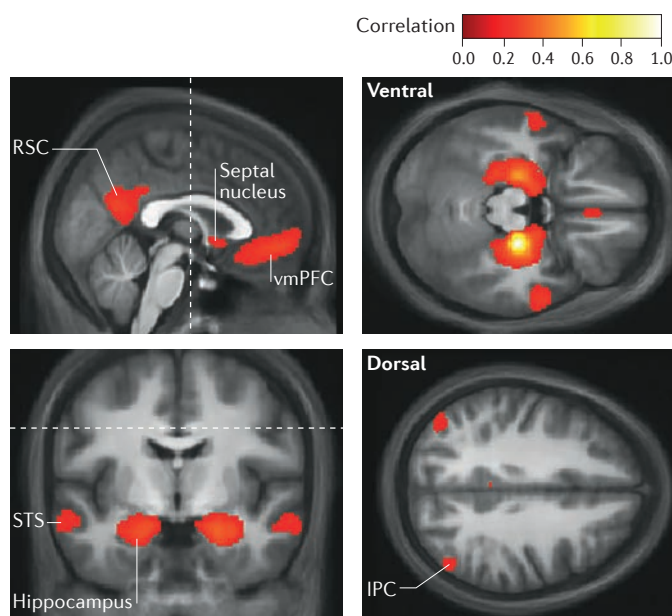 Correlation
0.0 0.2 0.4 0.6 0.8 1.0
RSC
Septal
nucleus
vmPFC
Ventral
STS
Hippocampus
Dorsal
IPC